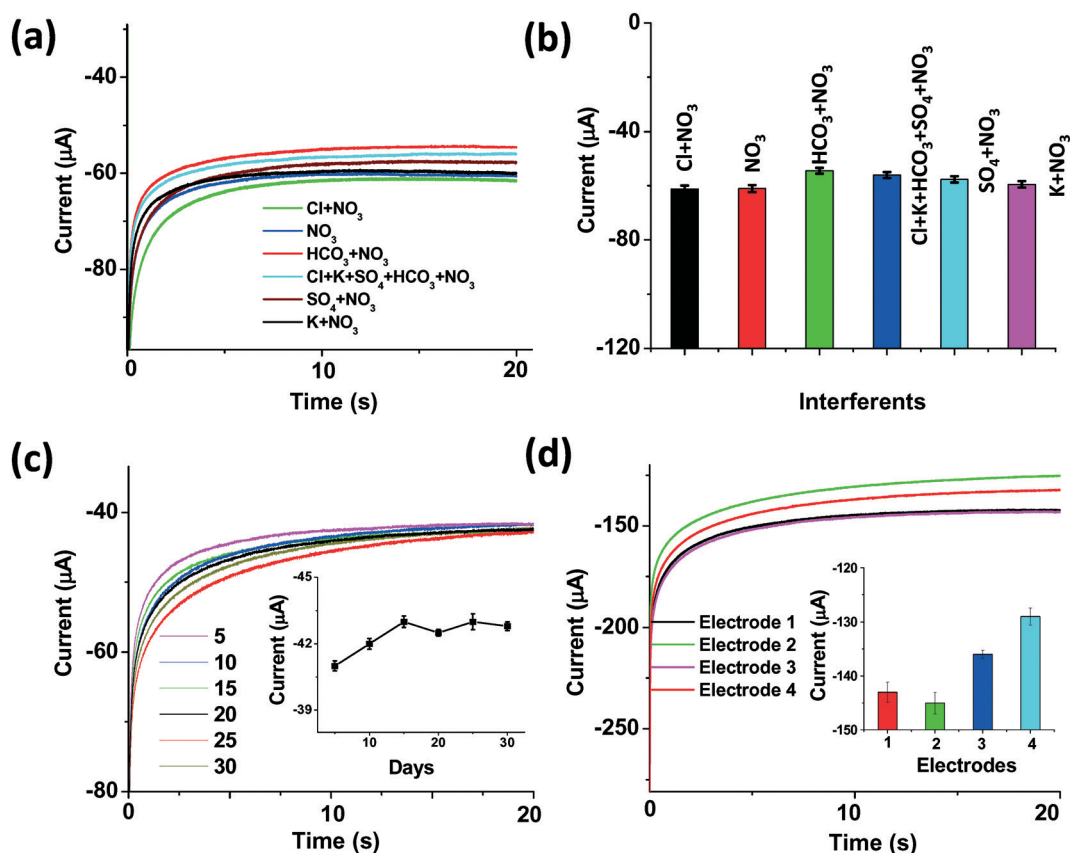 (a)
-40
-60
-80
Current (μA)
0
10
20
Time (s)
Cl+NO₃
NO₃
HCO₃+NO₃
Cl+K+SO₄+HCO₃+NO₃
SO₄+NO₃
K+NO₃
(b)
0
-40
-80
-120
Current (μA)
Cl+NO₃
NO₃
HCO₃+NO₃
Cl+K+HCO₃+SO₄+NO₃
SO₄+NO₃
K+NO₃
Interferents
(c)
-40
-60
-80
Current (μA)
0
10
20
Time (s)
5
10
15
20
25
30
-45
-42
-39
Current (μA)
10
20
30
Days
(d)
-150
-200
-250
Current (μA)
0
10
20
Time (s)
Electrode 1
Electrode 2
Electrode 3
Electrode 4
-120
-130
-140
-150
Current (μA)
1
2
3
4
Electrodes